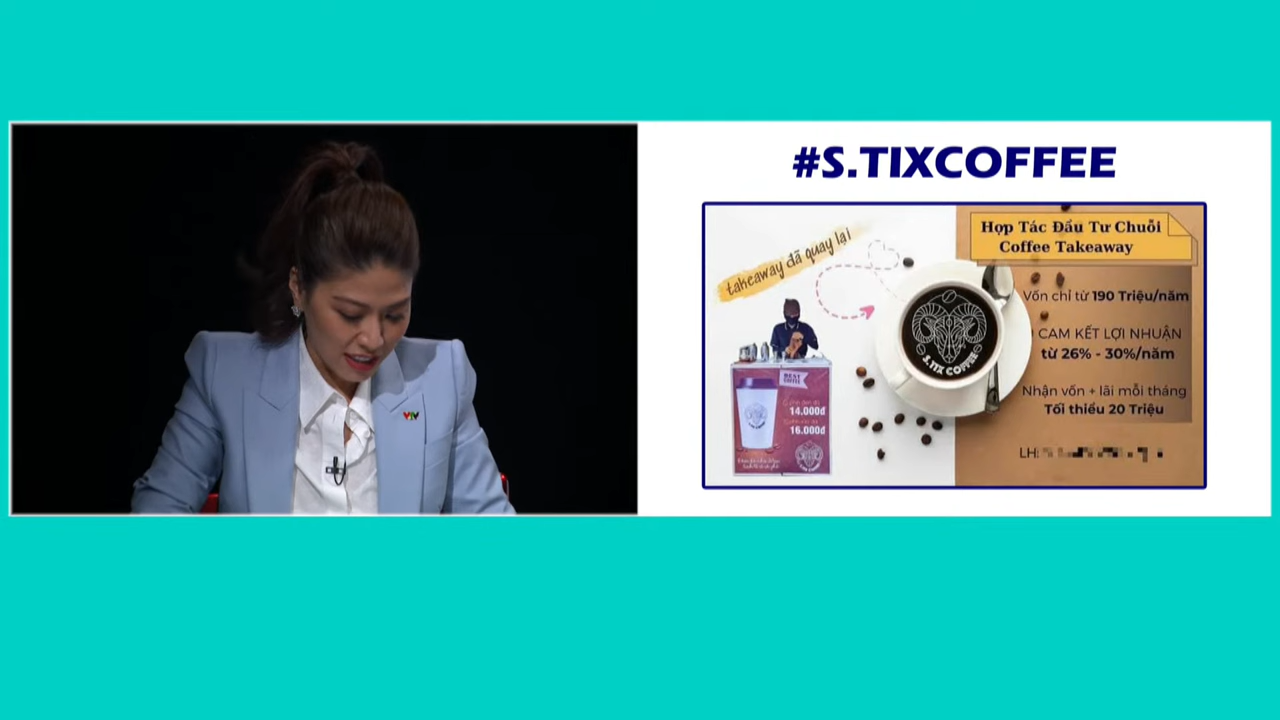 VTV
#S.TIXCOFFEE
Hợp Tác Đầu Tư Chuỗi
Coffee Takeaway
takeaway đã quay lại
Vốn chỉ từ 190 Triệu/năm
CAM KẾT LỢI NHUẬN
từ 26% - 30%/năm
Nhận vốn + lãi mỗi tháng
Tối thiểu 20 Triệu
LH:
S.TIX COFFEE
BEST
COFFEE
14.000đ
16.000đ